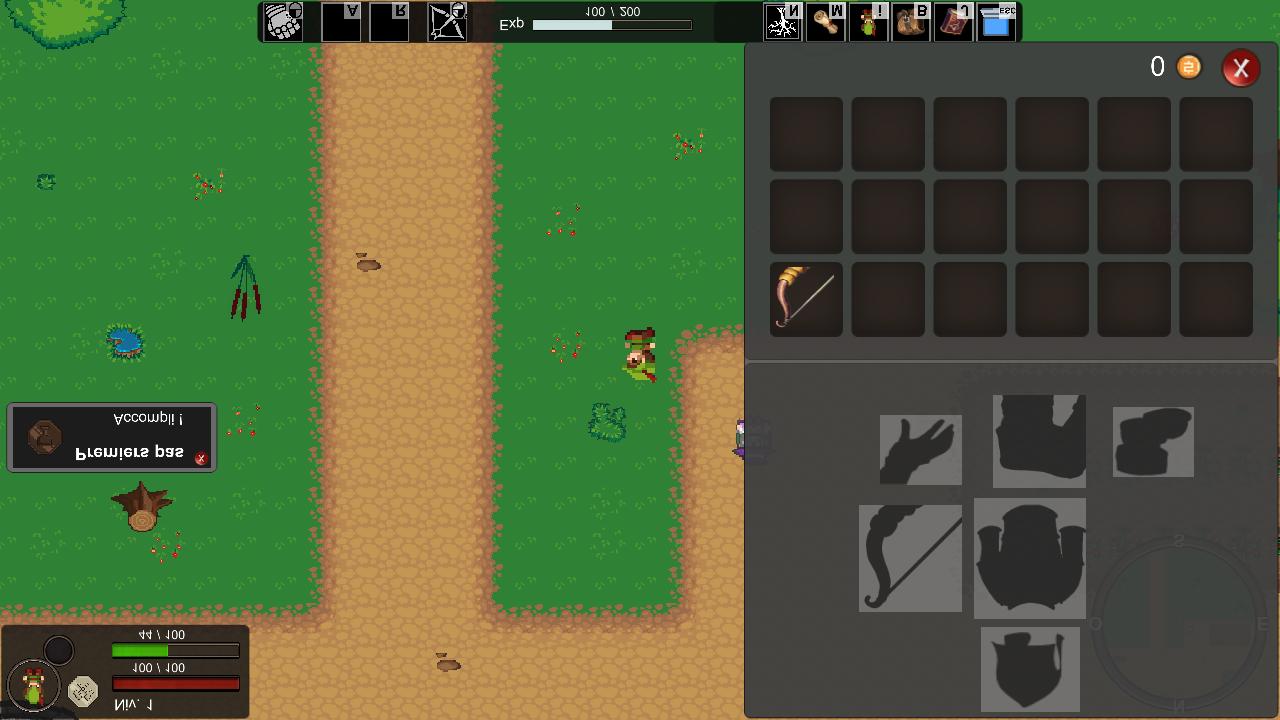 A
R
Exp
100 / 200
N
M
I
B
J
ESC
0
X
Premiers pas
Accompli !
x
Niv. 1
100 / 100
44 / 100
N
O
E
S